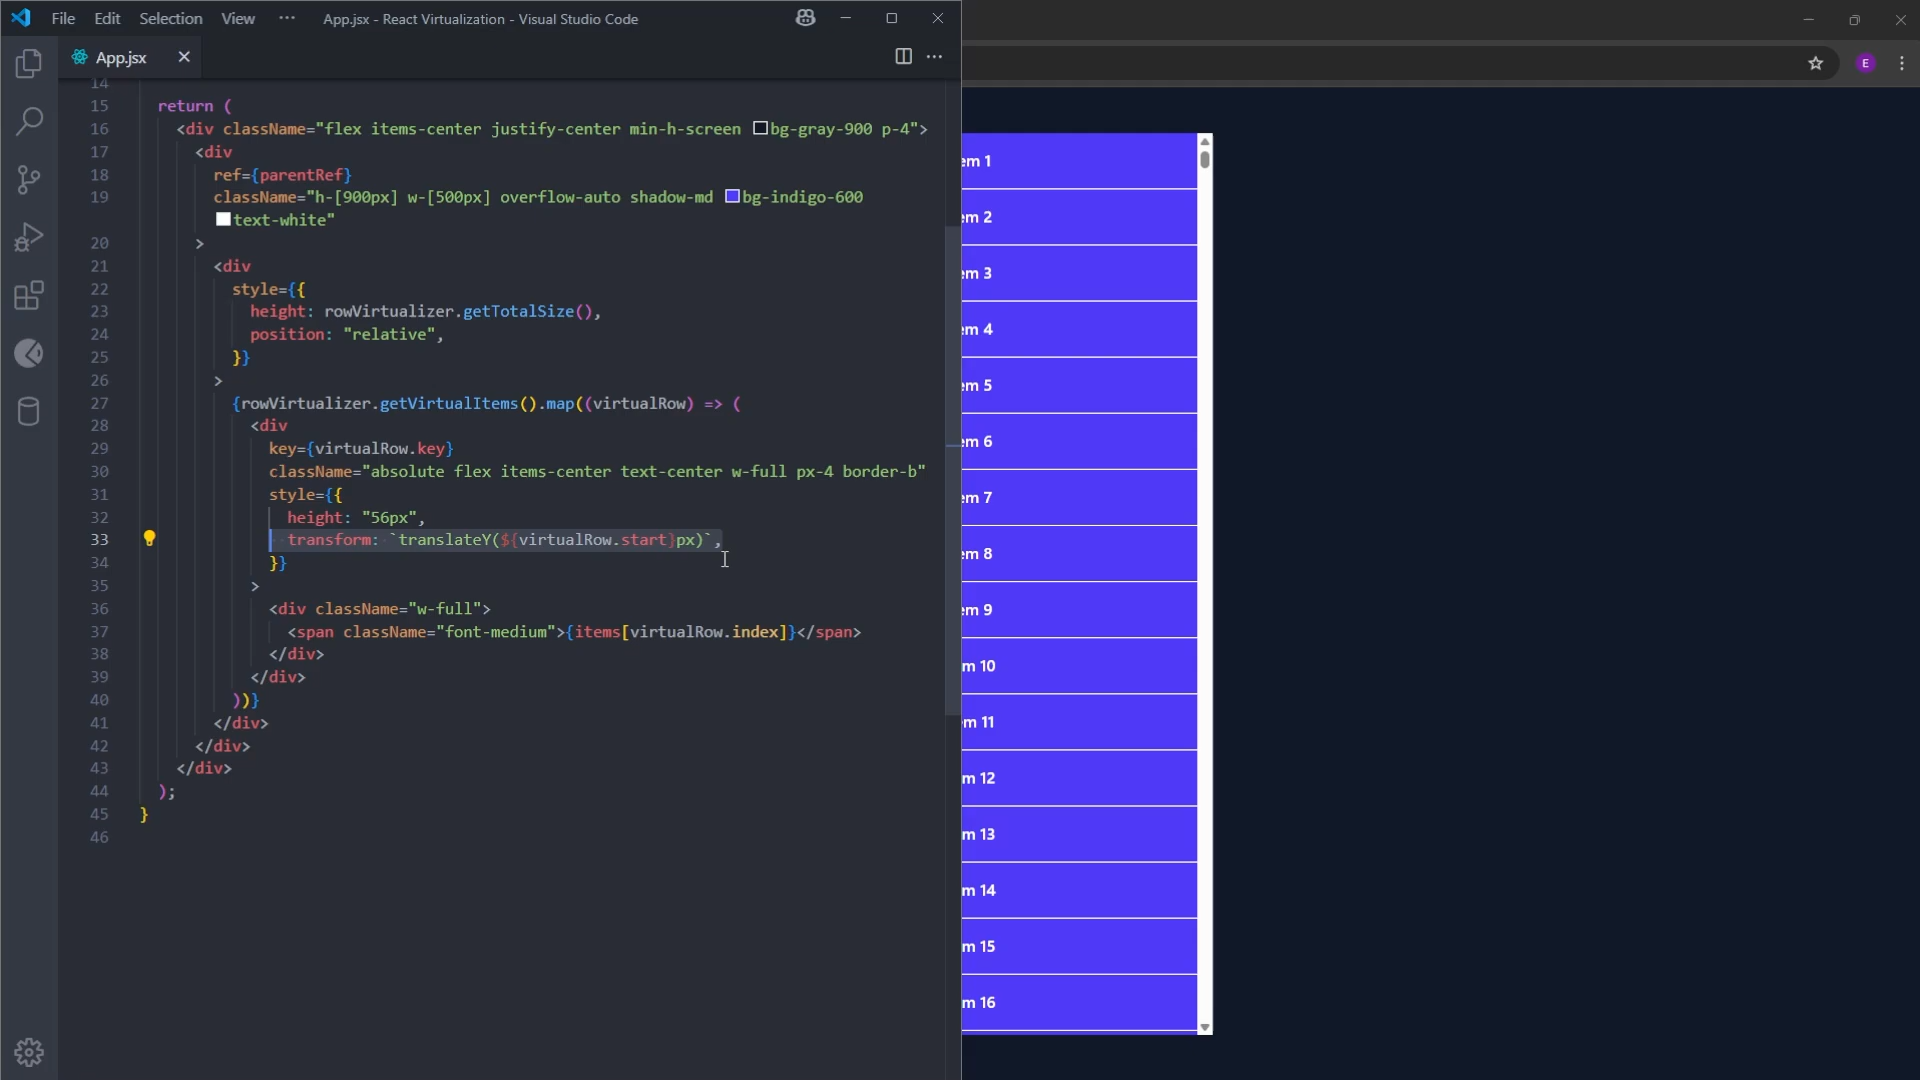 File Edit Selection View ··· App.jsx - React Virtualization - Visual Studio Code
App.jsx
14
15 return (
16 <div className="flex items-center justify-center min-h-screen bg-gray-900 p-4">
17 <div
18 ref={parentRef}
19 className="h-[900px] w-[500px] overflow-auto shadow-md bg-indigo-600
text-white"
20 >
21 <div
22 style={{
23 height: rowVirtualizer.getTotalSize(),
24 position: "relative",
25 }}
26 >
27 {rowVirtualizer.getVirtualItems().map((virtualRow) => (
28 <div
29 key={virtualRow.key}
30 className="absolute flex items-center text-center w-full px-4 border-b"
31 style={{
32 height: "56px",
33 transform: `translateY(${virtualRow.start}px)`,
34 }}
35 >
36 <div className="w-full">
37 <span className="font-medium">{items[virtualRow.index]}</span>
38 </div>
39 </div>
40 ))}
41 </div>
42 </div>
43 </div>
44 );
45 }
46
E
em 1
em 2
em 3
em 4
em 5
em 6
em 7
em 8
em 9
m 10
m 11
m 12
m 13
m 14
m 15
m 16